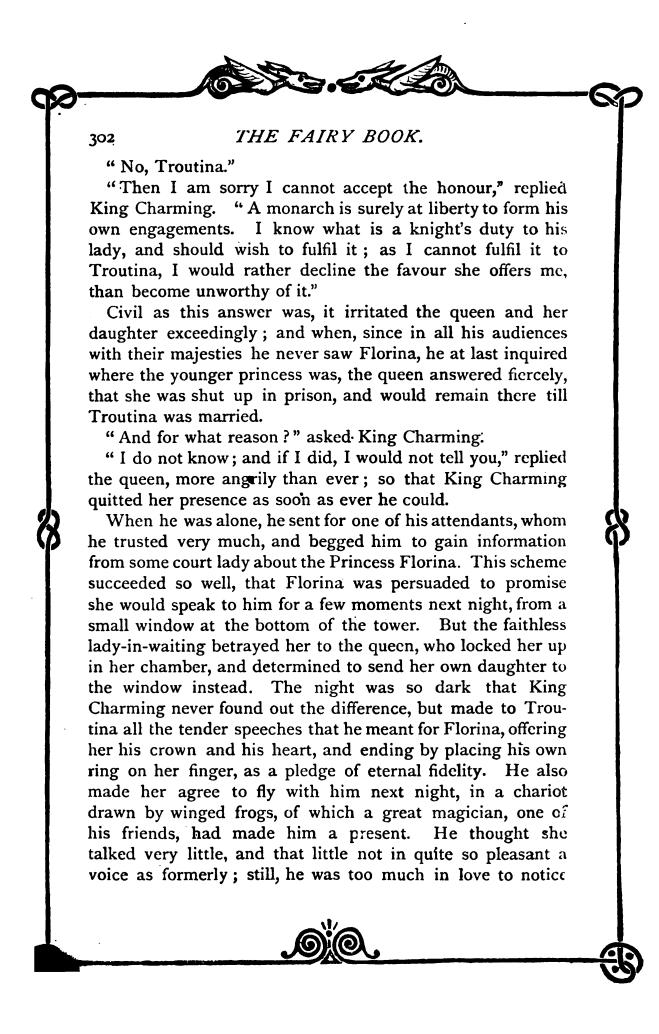 302 THE FAIRY BOOK.
“ No, Troutina.”
“Then I am sorry I cannot accept the honour,” replied
King Charming. “ A monarch is surely at liberty to form his
own engagements. I know what is a knight's duty to his
lady, and should wish to fulfil it ; as I cannot fulfil it to
Troutina, I would rather decline the favour she offers me,
than become unworthy of it.”
Civil as this answer was, it irritated the queen and her
daughter exceedingly ; and when, since in all his audiences
with their majesties he never saw Florina, he at last inquired
where the younger princess was, the queen answered fiercely,
that she was shut up in prison, and would remain there till
Troutina was married.
“ And for what reason ? ” asked King Charming.
“ I do not know ; and if I did, I would not tell you,” replied
the queen, more angrily than ever ; so that King Charming
quitted her presence as soon as ever he could.
When he was alone, he sent for one of his attendants, whom
he trusted very much, and begged him to gain information
from some court lady about the Princess Florina. This scheme
succeeded so well, that Florina was persuaded to promise
she would speak to him for a few moments next night, from a
small window at the bottom of the tower. But the faithless
lady-in-waiting betrayed her to the queen, who locked her up
in her chamber, and determined to send her own daughter to
the window instead. The night was so dark that King
Charming never found out the difference, but made to Trou-
tina all the tender speeches that he meant for Florina, offering
her his crown and his heart, and ending by placing his own
ring on her finger, as a pledge of eternal fidelity. He also
made her agree to fly with him next night, in a chariot
drawn by winged frogs, of which a great magician, one of
his friends, had made him a present. He thought she
talked very little, and that little not in quite so pleasant a
voice as formerly ; still, he was too much in love to notice